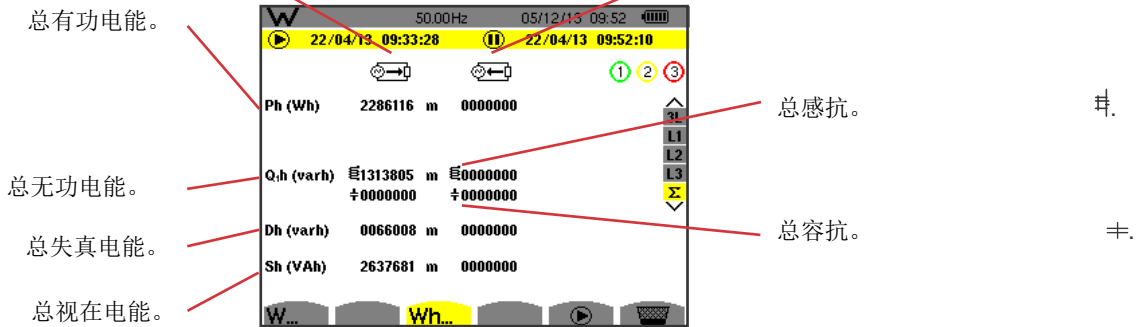 总有功电能。
总无功电能。
总失真电能。
总视在电能。
W 50.00Hz 05/12/13 09:52
22/04/13 09:33:28 22/04/13 09:52:10
1 2 3
Ph (Wh) 2286116 m 0000000
3L
L1
L2
L3
Σ
Q₁h (varh) 1313805 m 0000000
0000000 0000000
Dh (varh) 0066008 m 0000000
Sh (VAh) 2637681 m 0000000
W... Wh...
总感抗。
总容抗。